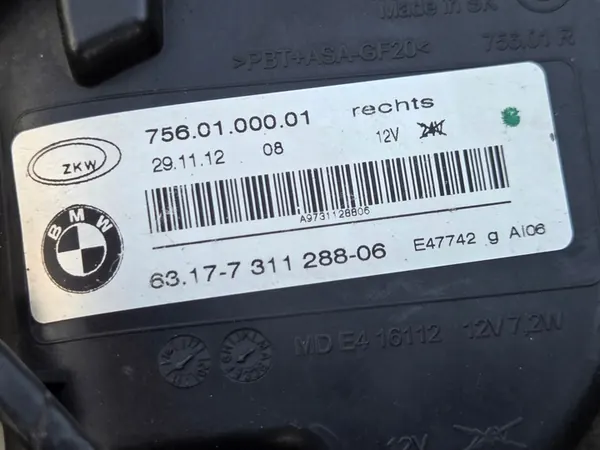 Made in SK
>PBT+ASA-GF20<
756.01 R
ZKW
756.01.000.01 rechts
29.11.12 08 12V
A9731128806
BMW
63.17-7 311 288-06 E47742 g AI06
MD E4 16112 12V 7,2W
12V